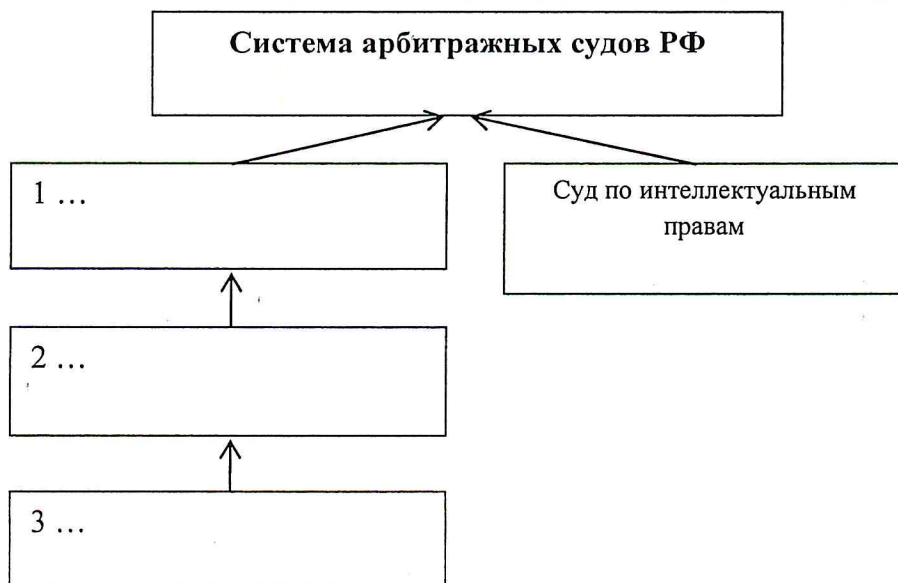 Система арбитражных судов РФ
1 ...
Суд по интеллектуальным
правам
2 ...
3 ...